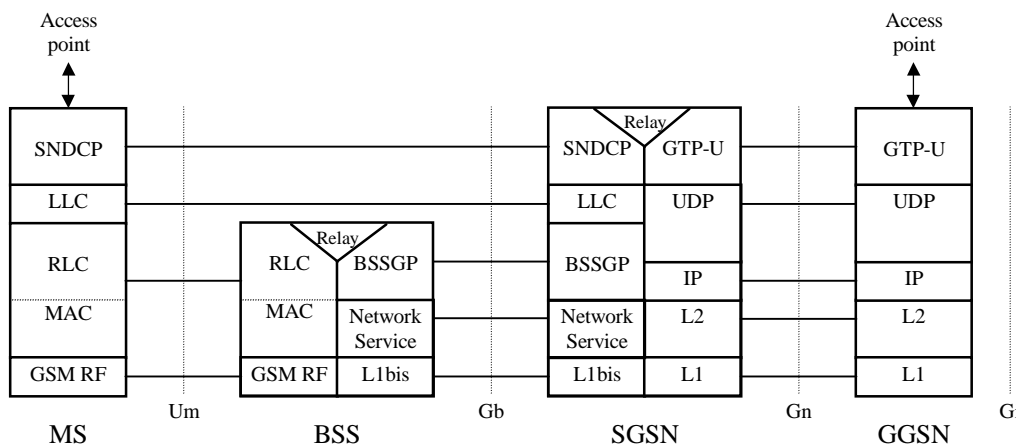 Access
point
Access
point
SNDCP
Relay
SNDCP
GTP-U
GTP-U
LLC
LLC
UDP
UDP
RLC
Relay
RLC
BSSGP
BSSGP
IP
IP
MAC
MAC
Network
Service
Network
Service
L2
L2
GSM RF
GSM RF
L1bis
L1bis
L1
L1
Um
Gb
Gn
MS
BSS
SGSN
GGSN